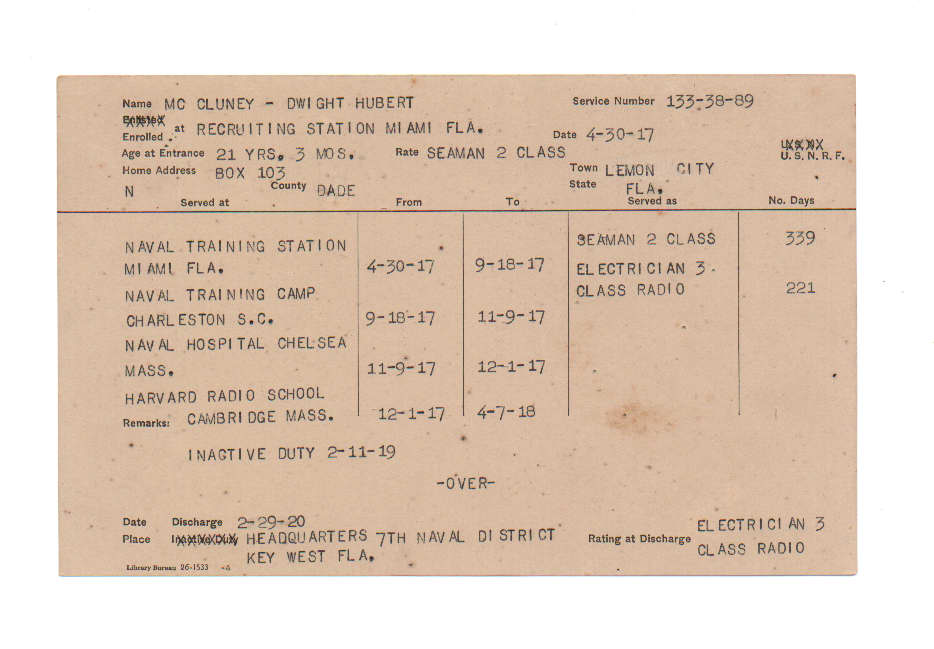 Name MC CLUNEY - DWIGHT HUBERT Service Number 133-38-89
Enlisted
Enrolled at RECRUITING STATION MIAMI FLA. Date 4-30-17
Age at Entrance 21 YRS. 3 MOS. Rate SEAMAN 2 CLASS U.S.N.R.F.
Home Address BOX 103 Town LEMON CITY
N County DADE State FLA.
Served at From To Served as No. Days
NAVAL TRAINING STATION SEAMAN 2 CLASS 339
MIAMI FLA. 4-30-17 9-18-17 ELECTRICIAN 3
NAVAL TRAINING CAMP CLASS RADIO 221
CHARLESTON S.C. 9-18-17 11-9-17
NAVAL HOSPITAL CHELSEA
MASS. 11-9-17 12-1-17
HARVARD RADIO SCHOOL
Remarks: CAMBRIDGE MASS. 12-1-17 4-7-18
INACTIVE DUTY 2-11-19
-OVER-
Date Discharge 2-29-20 ELECTRICIAN 3
Place Inactive Duty HEADQUARTERS 7TH NAVAL DISTRICT Rating at Discharge CLASS RADIO
KEY WEST FLA.
Library Bureau 26-1533